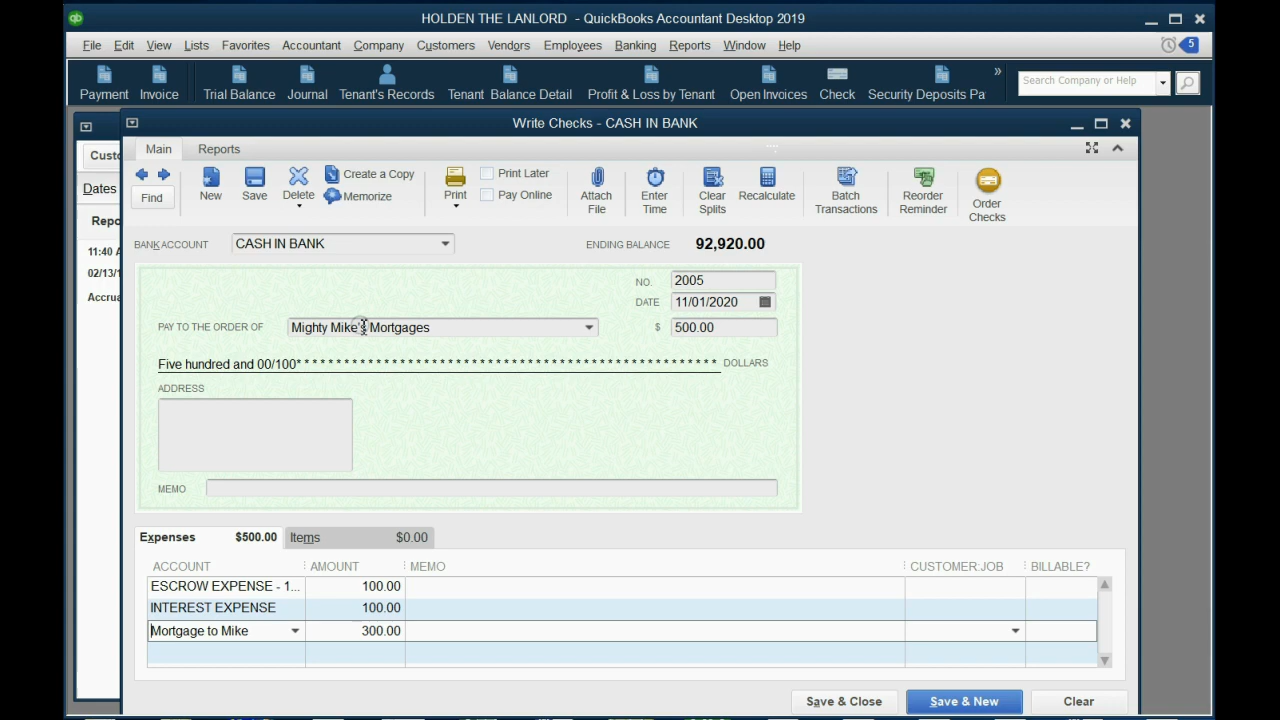 HOLDEN THE LANLORD - QuickBooks Accountant Desktop 2019
File Edit View Lists Favorites Accountant Company Customers Vendors Employees Banking Reports Window Help 5
Payment Invoice Trial Balance Journal Tenant's Records Tenant Balance Detail Profit & Loss by Tenant Open Invoices Check Security Deposits Pa » Search Company or Help
Write Checks - CASH IN BANK
Main Reports
Custo
Dates
Repo
11:40 A
02/13/1
Accrua
Find New Save Delete Create a Copy Memorize Print Print Later Pay Online Attach File Enter Time Clear Splits Recalculate Batch Transactions Reorder Reminder Order Checks
BANK ACCOUNT CASH IN BANK ENDING BALANCE 92,920.00
NO. 2005
DATE 11/01/2020
PAY TO THE ORDER OF Mighty Mike's Mortgages $ 500.00
Five hundred and 00/100* * * * * * * * * * * * * * * * * * * * * * * * * * * * * * * * * * * * * * * * * * * * * * * * * * * * * DOLLARS
ADDRESS
MEMO
Expenses $500.00 Items $0.00
ACCOUNT AMOUNT MEMO CUSTOMER:JOB BILLABLE?
ESCROW EXPENSE - 1... 100.00
INTEREST EXPENSE 100.00
Mortgage to Mike 300.00
Save & Close Save & New Clear